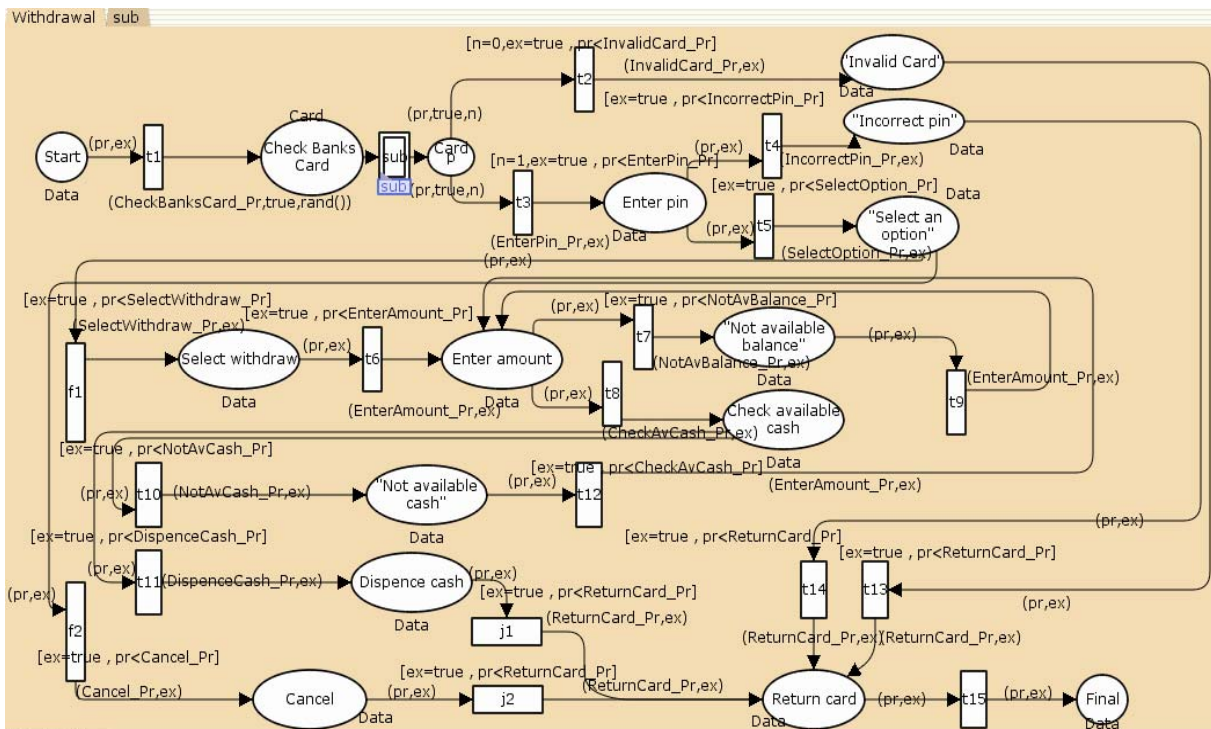 Withdrawal sub
[n=0,ex=true , pr<InvalidCard_Pr]
t2
(InvalidCard_Pr,ex)
"Invalid Card"
Data
[ex=true , pr<IncorrectPin_Pr]
(pr,true,n)
"Incorrect pin"
Data
Start
Data
(pr,ex)
t1
(CheckBanksCard_Pr,true,rand())
Card
Check Banks
Card
sub
sub
Card
p
(pr,true,n)
[n=1,ex=true , pr<EnterPin_Pr]
t3
(EnterPin_Pr,ex)
Enter pin
Data
(pr,ex)
t4
IncorrectPin_Pr,ex)
[ex=true , pr<SelectOption_Pr]
(pr,ex)
t5
Data
"Select an
option"
(SelectOption_Pr,ex)
(pr,ex)
[ex=true , pr<SelectWithdraw_Pr]
(SelectWithdraw_Pr,ex)
f1
Select withdraw
Data
[ex=true , pr<EnterAmount_Pr]
(pr,ex)
t6
(EnterAmount_Pr,ex)
Enter amount
Data
(pr,ex)
[ex=true , pr<NotAvBalance_Pr]
t7
"Not available
balance"
(NotAvBalance_Pr,ex)
Data
(pr,ex)
t9
(EnterAmount_Pr,ex)
(pr,ex)
t8
(CheckAvCash_Pr,ex)
Check available
cash
Data
[ex=true , pr<NotAvCash_Pr]
(pr,ex)
t10
(NotAvCash_Pr,ex)
"Not available
cash"
Data
(pr,ex)
[ex=true , pr<CheckAvCash_Pr]
t12
(EnterAmount_Pr,ex)
(pr,ex)
[ex=true , pr<DispenceCash_Pr]
(pr,ex)
t11
(DispenceCash_Pr,ex)
Dispence cash
Data
(pr,ex)
[ex=true , pr<ReturnCard_Pr]
j1
(ReturnCard_Pr,ex)
[ex=true , pr<ReturnCard_Pr]
t14
(ReturnCard_Pr,ex)
[ex=true , pr<ReturnCard_Pr]
t13
(ReturnCard_Pr,ex)
(pr,ex)
(pr,ex)
f2
[ex=true , pr<Cancel_Pr]
(Cancel_Pr,ex)
Cancel
Data
(pr,ex)
[ex=true , pr<ReturnCard_Pr]
j2
(ReturnCard_Pr,ex)
Return card
Data
(pr,ex)
t15
(pr,ex)
Final
Data